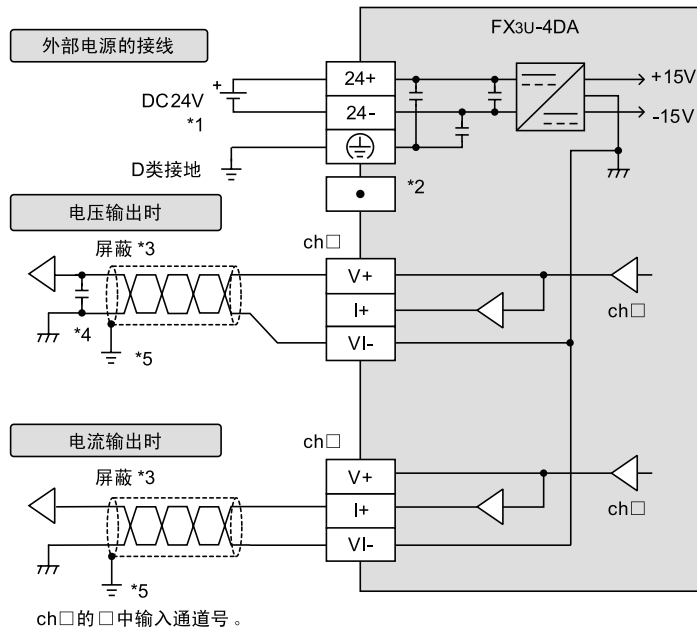 FX3U-4DA
外部电源的接线
24+
+15V
DC24V
*1
24-
-15V
D类接地
*2
电压输出时
屏蔽 *3
ch□
V+
I+
ch□
*4
VI-
*5
电流输出时
ch□
屏蔽 *3
V+
I+
ch□
VI-
*5
ch□的□中输入通道号。